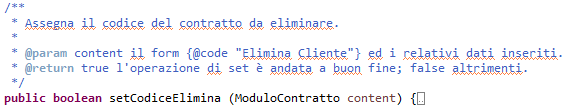 /**
 * Assegna il codice del contratto da eliminare.
 *
 * @param content il form {@code "Elimina Cliente"} ed i relativi dati inseriti.
 * @return true l'operazione di set è andata a buon fine; false altrimenti.
 */
public boolean setCodiceElimina (ModuloContratto content) {